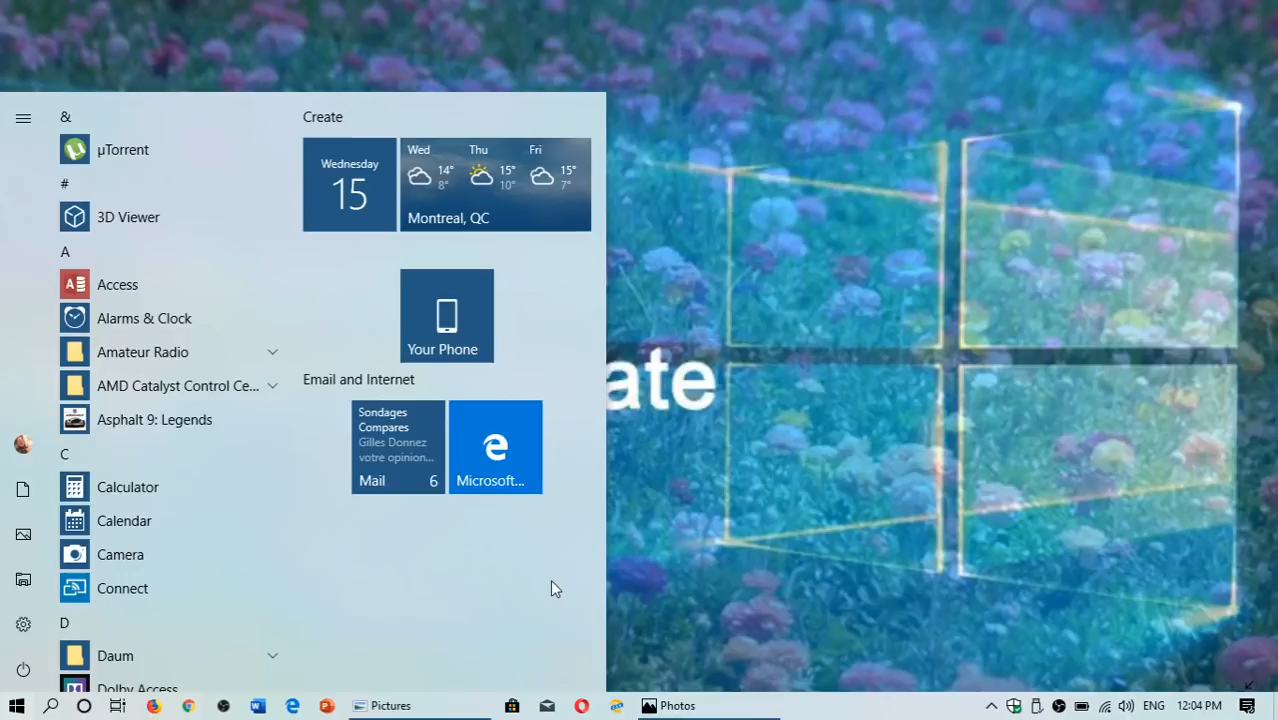 &
µTorrent
#
3D Viewer
A
Access
Alarms & Clock
Amateur Radio
AMD Catalyst Control Ce...
Asphalt 9: Legends
C
Calculator
Calendar
Camera
Connect
D
Daum
Dolby Access
Create
Wednesday
15
Wed Thu Fri
14° 15° 15°
8° 10° 7°
Montreal, QC
Your Phone
Email and Internet
Sondages
Compares
Gilles Donnez
votre opinion...
Mail 6
Microsoft...
ate
Pictures
Photos
ENG
12:04 PM